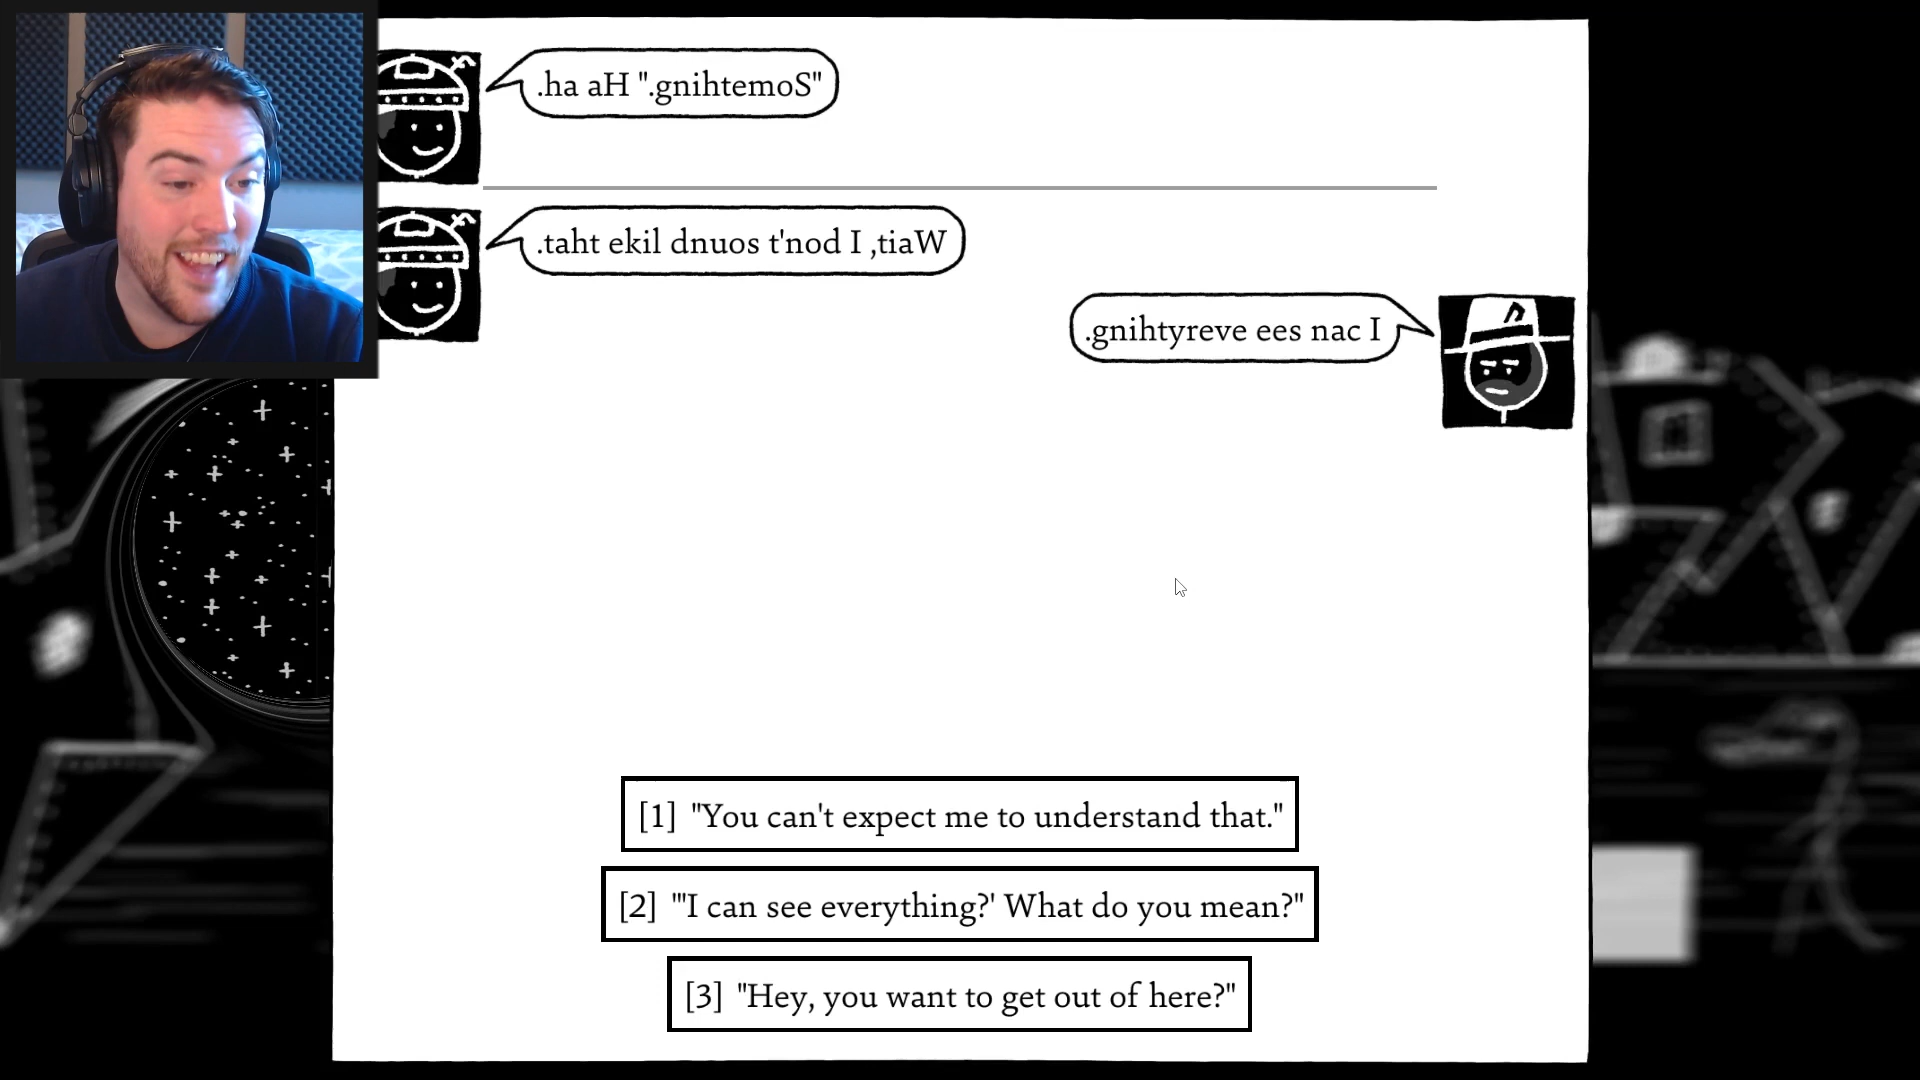 .ha aH ".gnihtemoS"
.taht ekil dnuos t'nod I ,tiaW
.gnihtyreve ees nac I
[1] "You can't expect me to understand that."
[2] "'I can see everything?' What do you mean?"
[3] "Hey, you want to get out of here?"